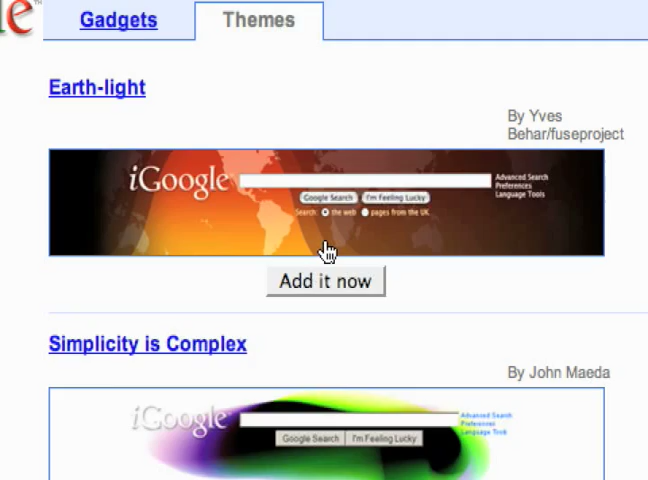 le™
Gadgets
Themes
Earth-light
By Yves
Behar/fuseproject
iGoogle
Advanced Search
Preferences
Language Tools
Google Search
I'm Feeling Lucky
Search: the web pages from the UK
Add it now
Simplicity is Complex
By John Maeda
iGoogle
Advanced Search
Preferences
Language Tools
Google Search
I'm Feeling Lucky